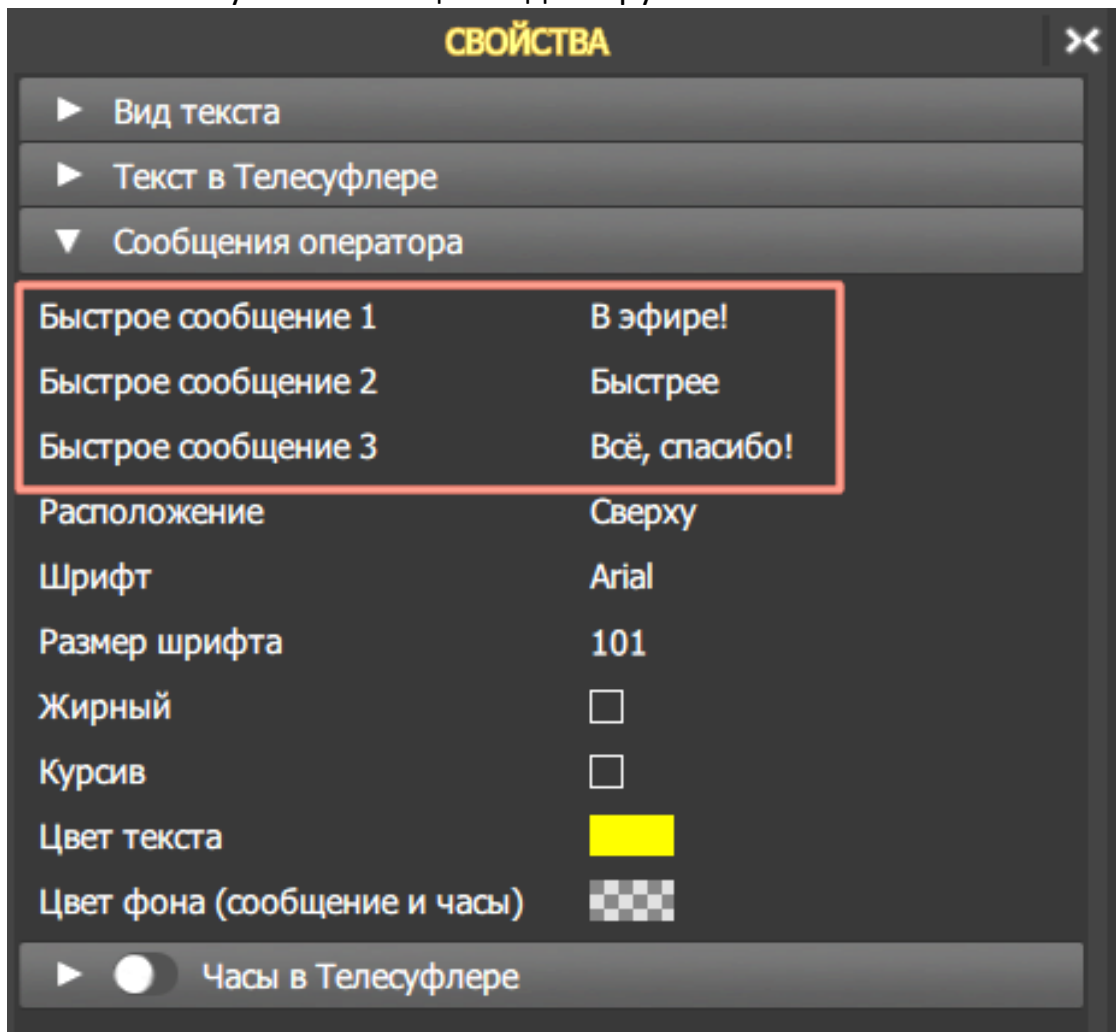 СВОЙСТВА
Вид текста
Текст в Телесуфлере
Сообщения оператора
Быстрое сообщение 1 В эфире!
Быстрое сообщение 2 Быстрее
Быстрое сообщение 3 Всё, спасибо!
Расположение Сверху
Шрифт Arial
Размер шрифта 101
Жирный
Курсив
Цвет текста
Цвет фона (сообщение и часы)
Часы в Телесуфлере